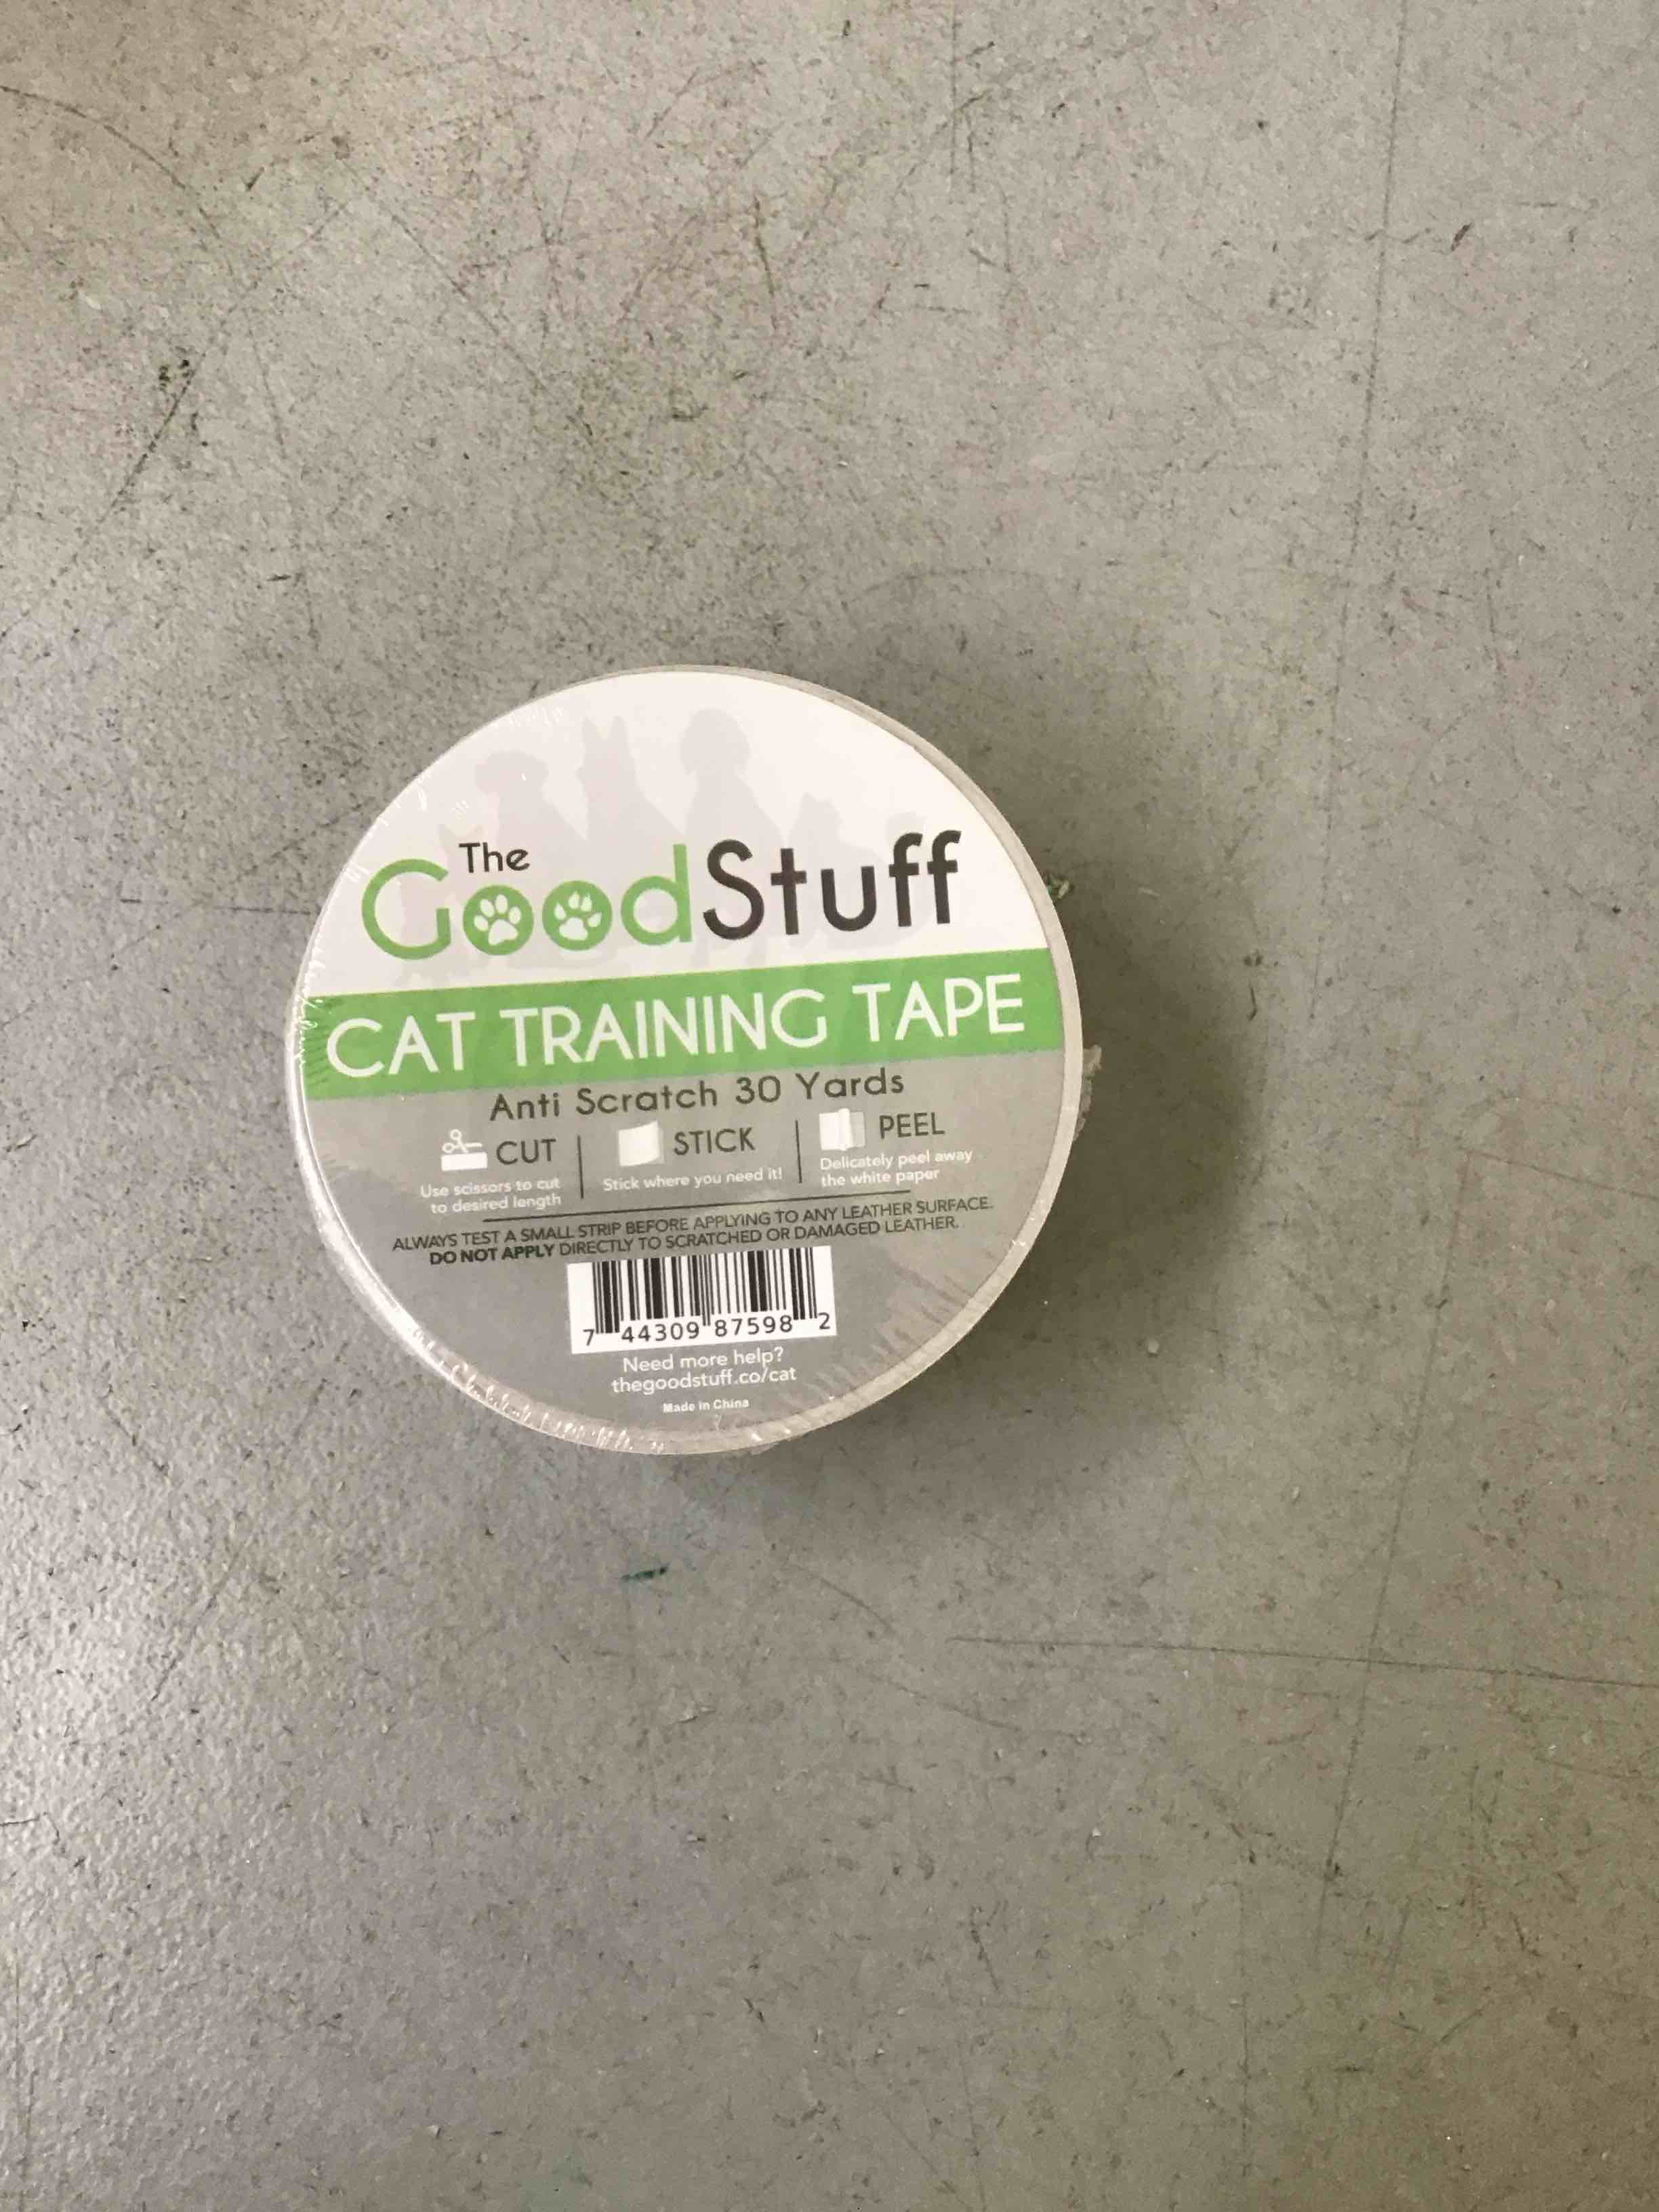 The
GoodStuff
CAT TRAINING TAPE
Anti Scratch 30 Yards
CUT
Use scissors to cut
to desired length
STICK
Stick where you need it!
PEEL
Delicately peel away
the white paper
ALWAYS TEST A SMALL STRIP BEFORE APPLYING TO ANY LEATHER SURFACE.
DO NOT APPLY DIRECTLY TO SCRATCHED OR DAMAGED LEATHER.
7 44309 87598 2
Need more help?
thegoodstuff.co/cat
Made in China